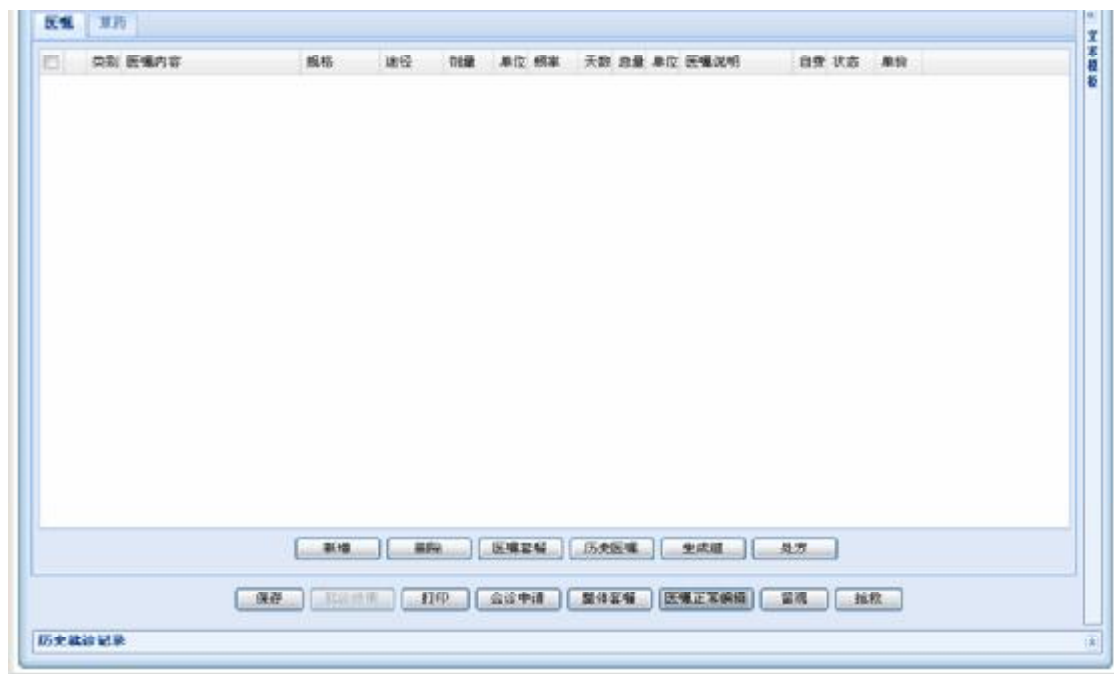 医嘱 草药
类别 医嘱内容 规格 途径 剂量 单位 频率 天数 总量 单位 医嘱说明 自费 状态 单价
新增 删除 医嘱套餐 历史医嘱 生成组 处方
保存 打印 会诊申请 整体套餐 医嘱正写编辑 留观 抢救
历史就诊记录
文本模板